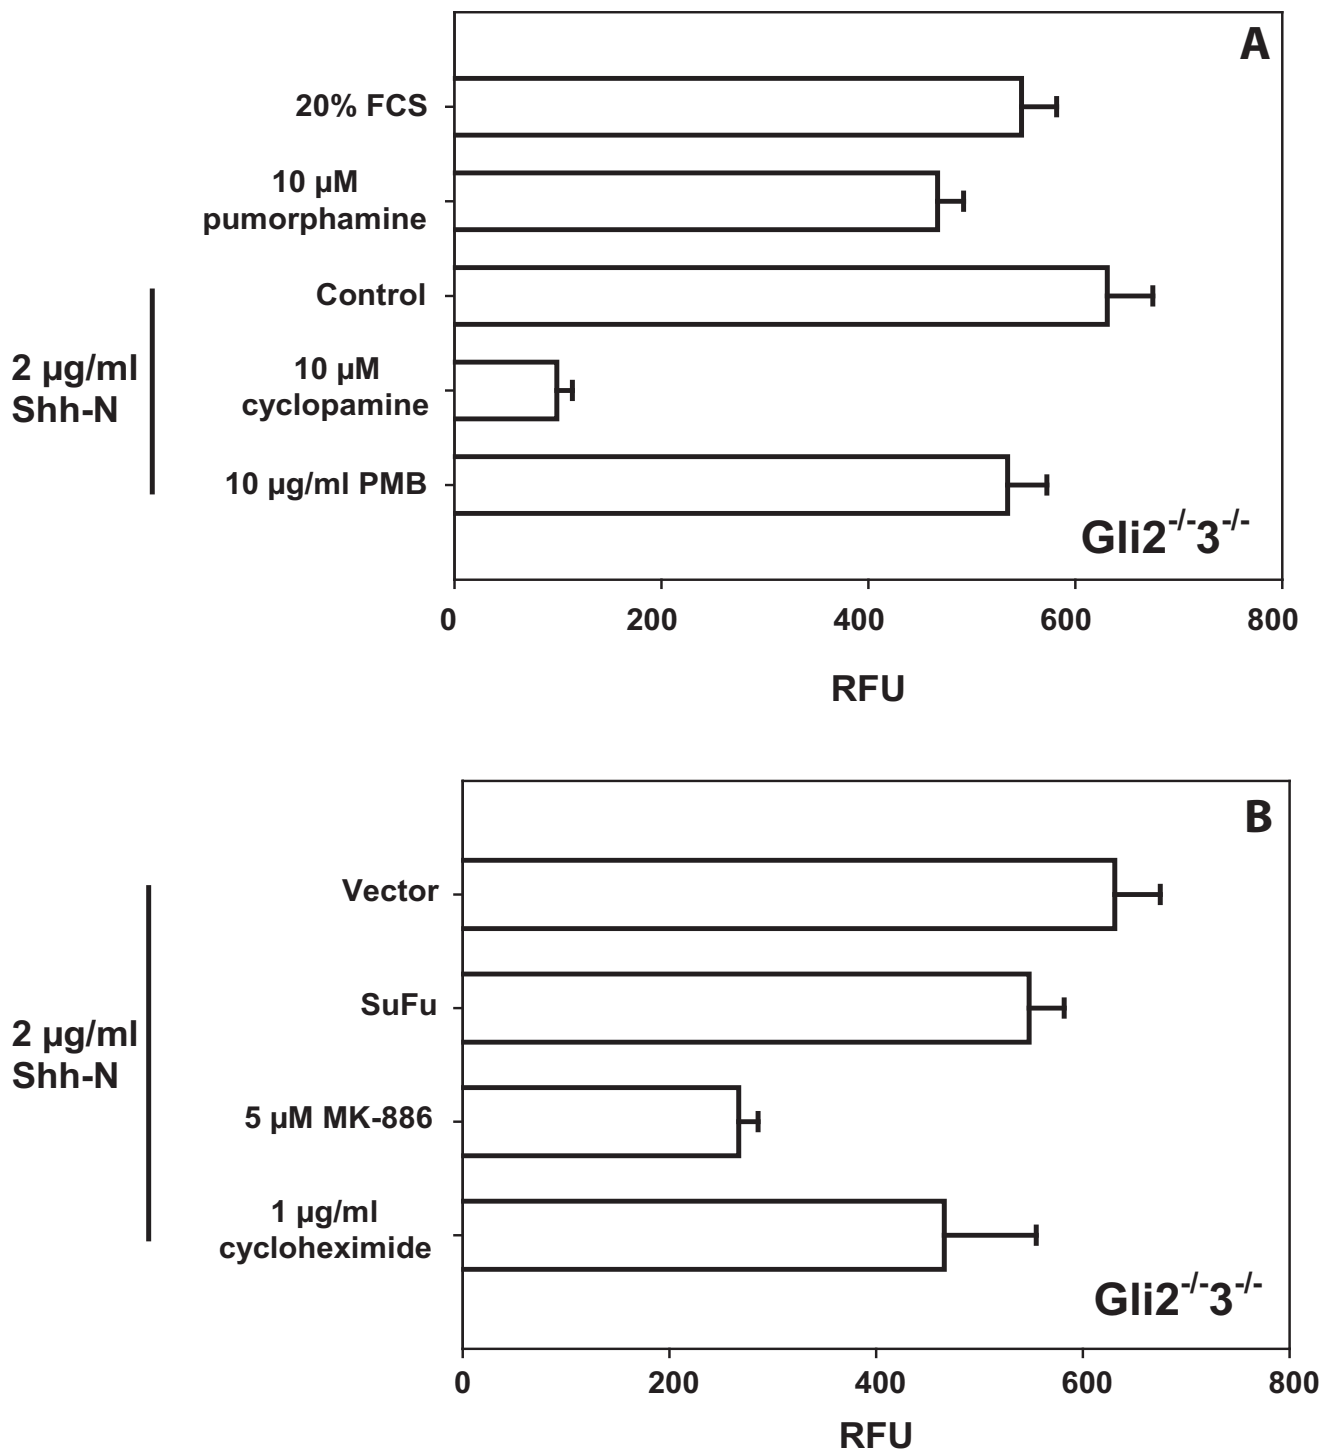 A
20% FCS
10 µM
pumorphamine
Control
2 µg/ml
Shh-N
10 µM
cyclopamine
10 µg/ml PMB
Gli2-/-3-/-
0 200 400 600 800
RFU
B
Vector
SuFu
2 µg/ml
Shh-N
5 µM MK-886
1 µg/ml
cycloheximide
Gli2-/-3-/-
0 200 400 600 800
RFU